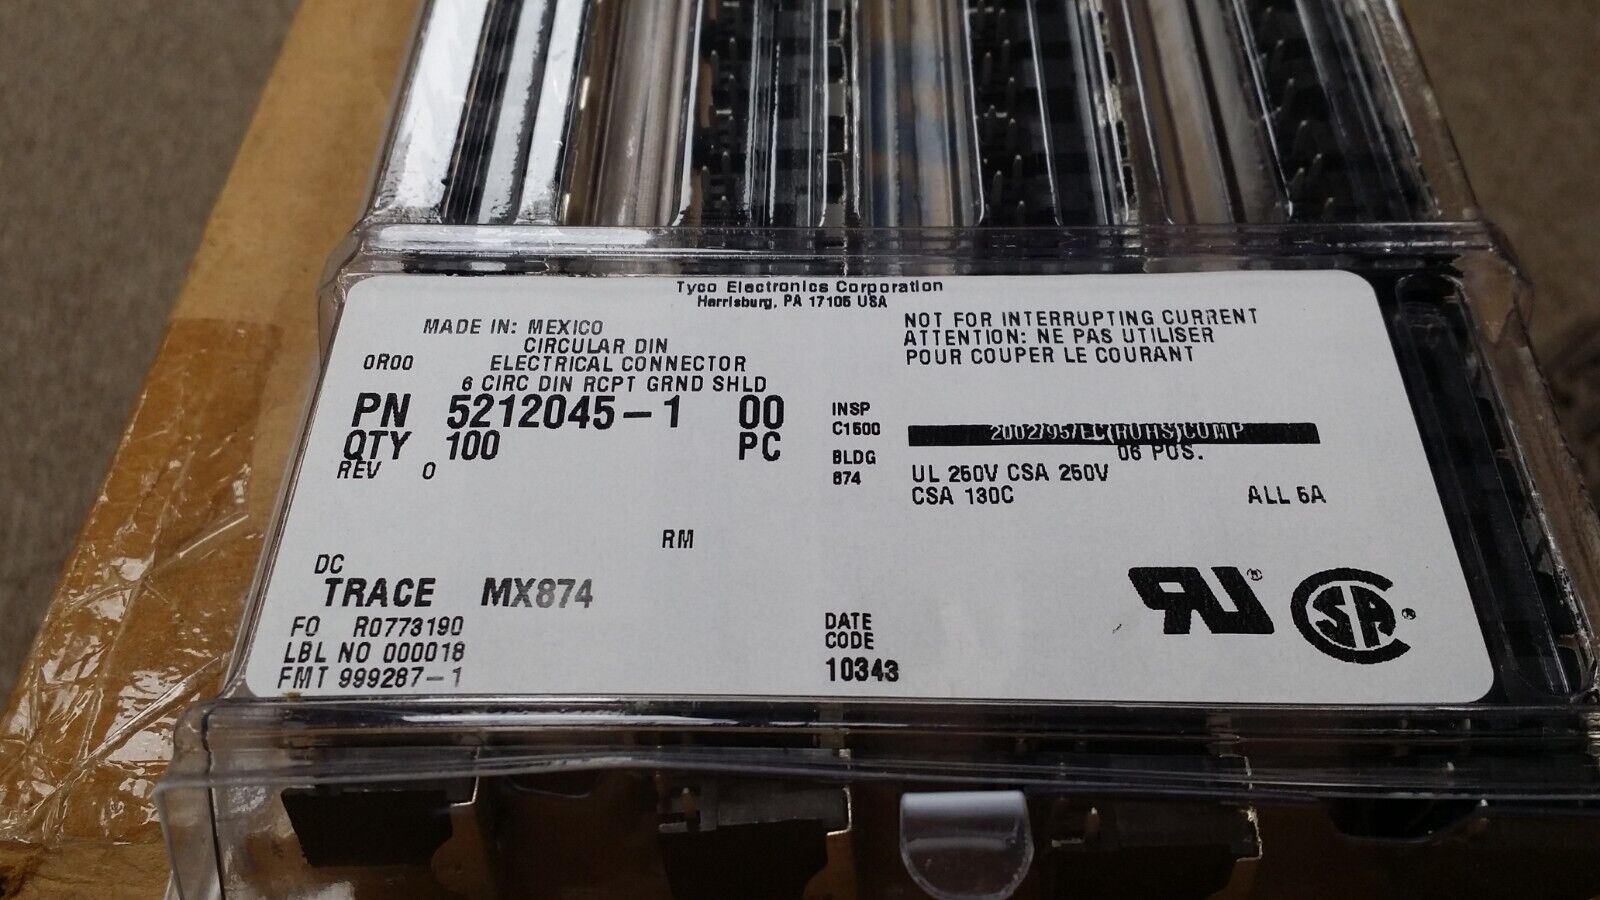 Tyco Electronics Corporation
Harrisburg, PA 17105 USA
MADE IN: MEXICO
CIRCULAR DIN
0R00 ELECTRICAL CONNECTOR
6 CIRC DIN RCPT GRND SHLD
PN 5212045-1 00
QTY 100 PC
REV 0
RM
DC
TRACE MX874
FO R0773190
LBL NO 000018
FMT 999287-1
NOT FOR INTERRUPTING CURRENT
ATTENTION: NE PAS UTILISER
POUR COUPER LE COURANT
INSP
C1500
BLDG
874
2002/95/EC(ROHS)COMP
06 POS.
UL 250V CSA 250V
CSA 130C ALL 5A
DATE
CODE
10343
UR®
CSA®